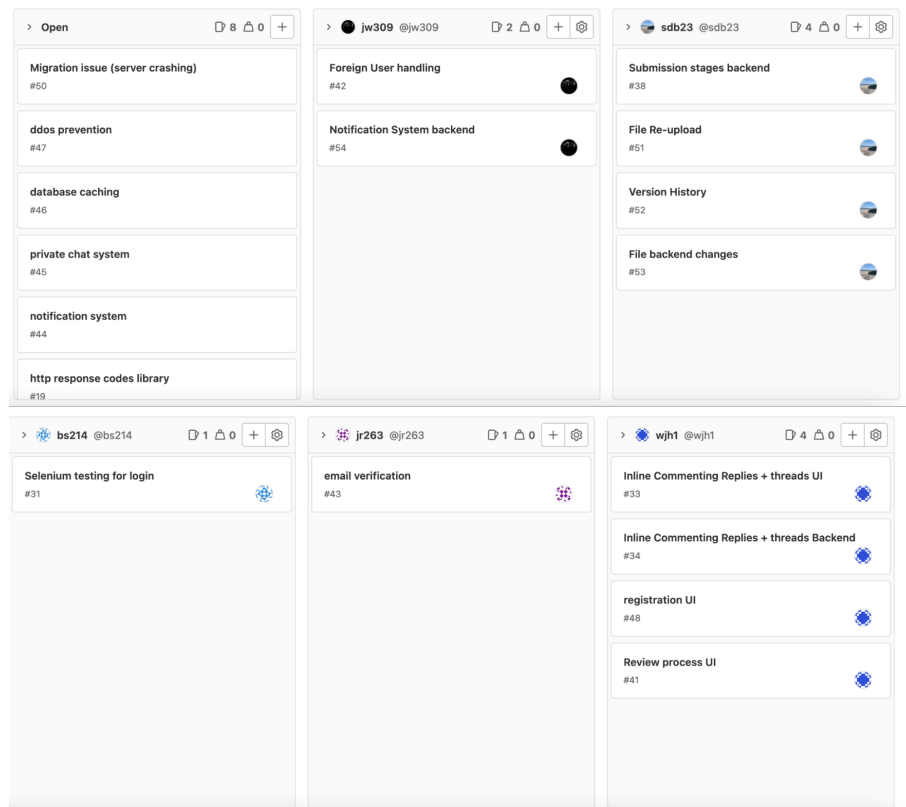 Open 8 0
Migration issue (server crashing)
#50
ddos prevention
#47
database caching
#46
private chat system
#45
notification system
#44
http response codes library
#19
jw309 @jw309 2 0
Foreign User handling
#42
Notification System backend
#54
sdb23 @sdb23 4 0
Submission stages backend
#38
File Re-upload
#51
Version History
#52
File backend changes
#53
bs214 @bs214 1 0
Selenium testing for login
#31
jr263 @jr263 1 0
email verification
#43
wjh1 @wjh1 4 0
Inline Commenting Replies + threads UI
#33
Inline Commenting Replies + threads Backend
#34
registration UI
#48
Review process UI
#41